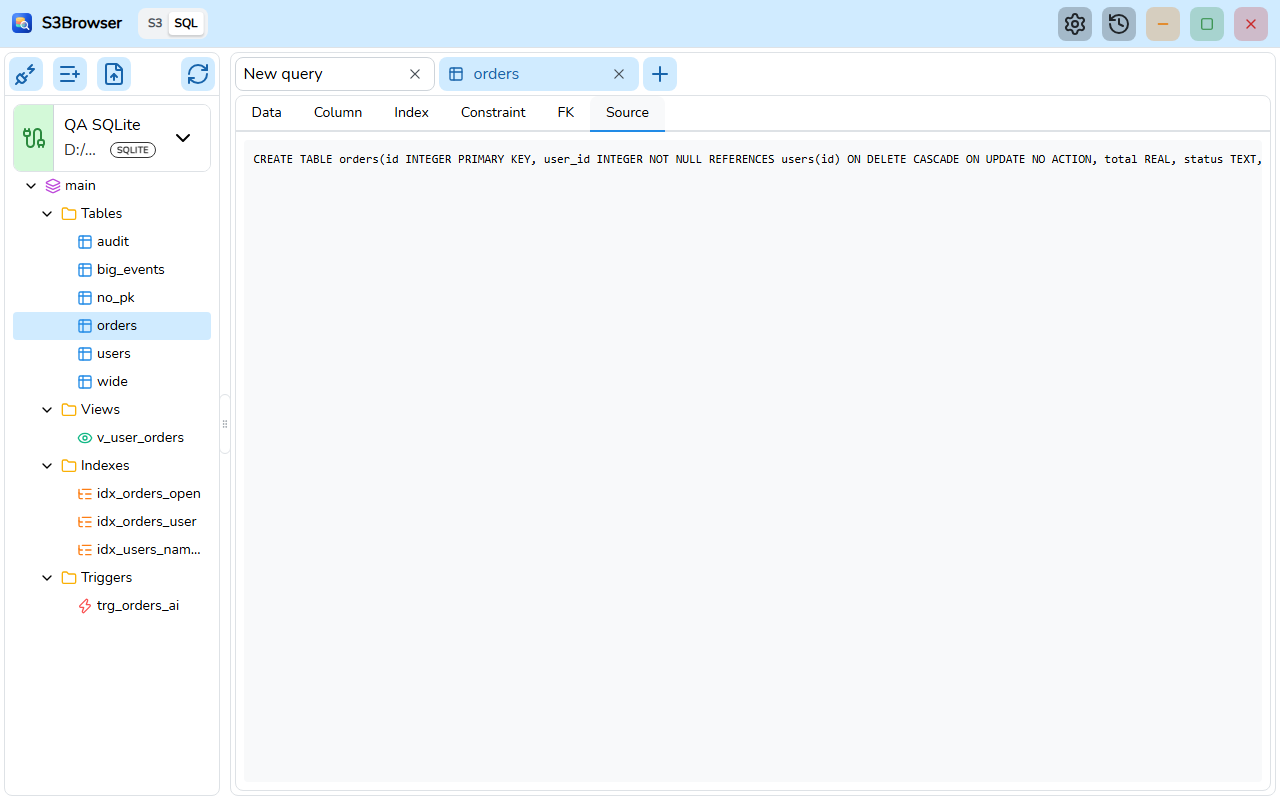 S3Browser
S3 SQL
New query
orders
QA SQLite
D:/...
SQLITE
main
Tables
audit
big_events
no_pk
orders
users
wide
Views
v_user_orders
Indexes
idx_orders_open
idx_orders_user
idx_users_nam...
Triggers
trg_orders_ai
Data Column Index Constraint FK Source
CREATE TABLE orders(id INTEGER PRIMARY KEY, user_id INTEGER NOT NULL REFERENCES users(id) ON DELETE CASCADE ON UPDATE NO ACTION, total REAL, status TEXT,